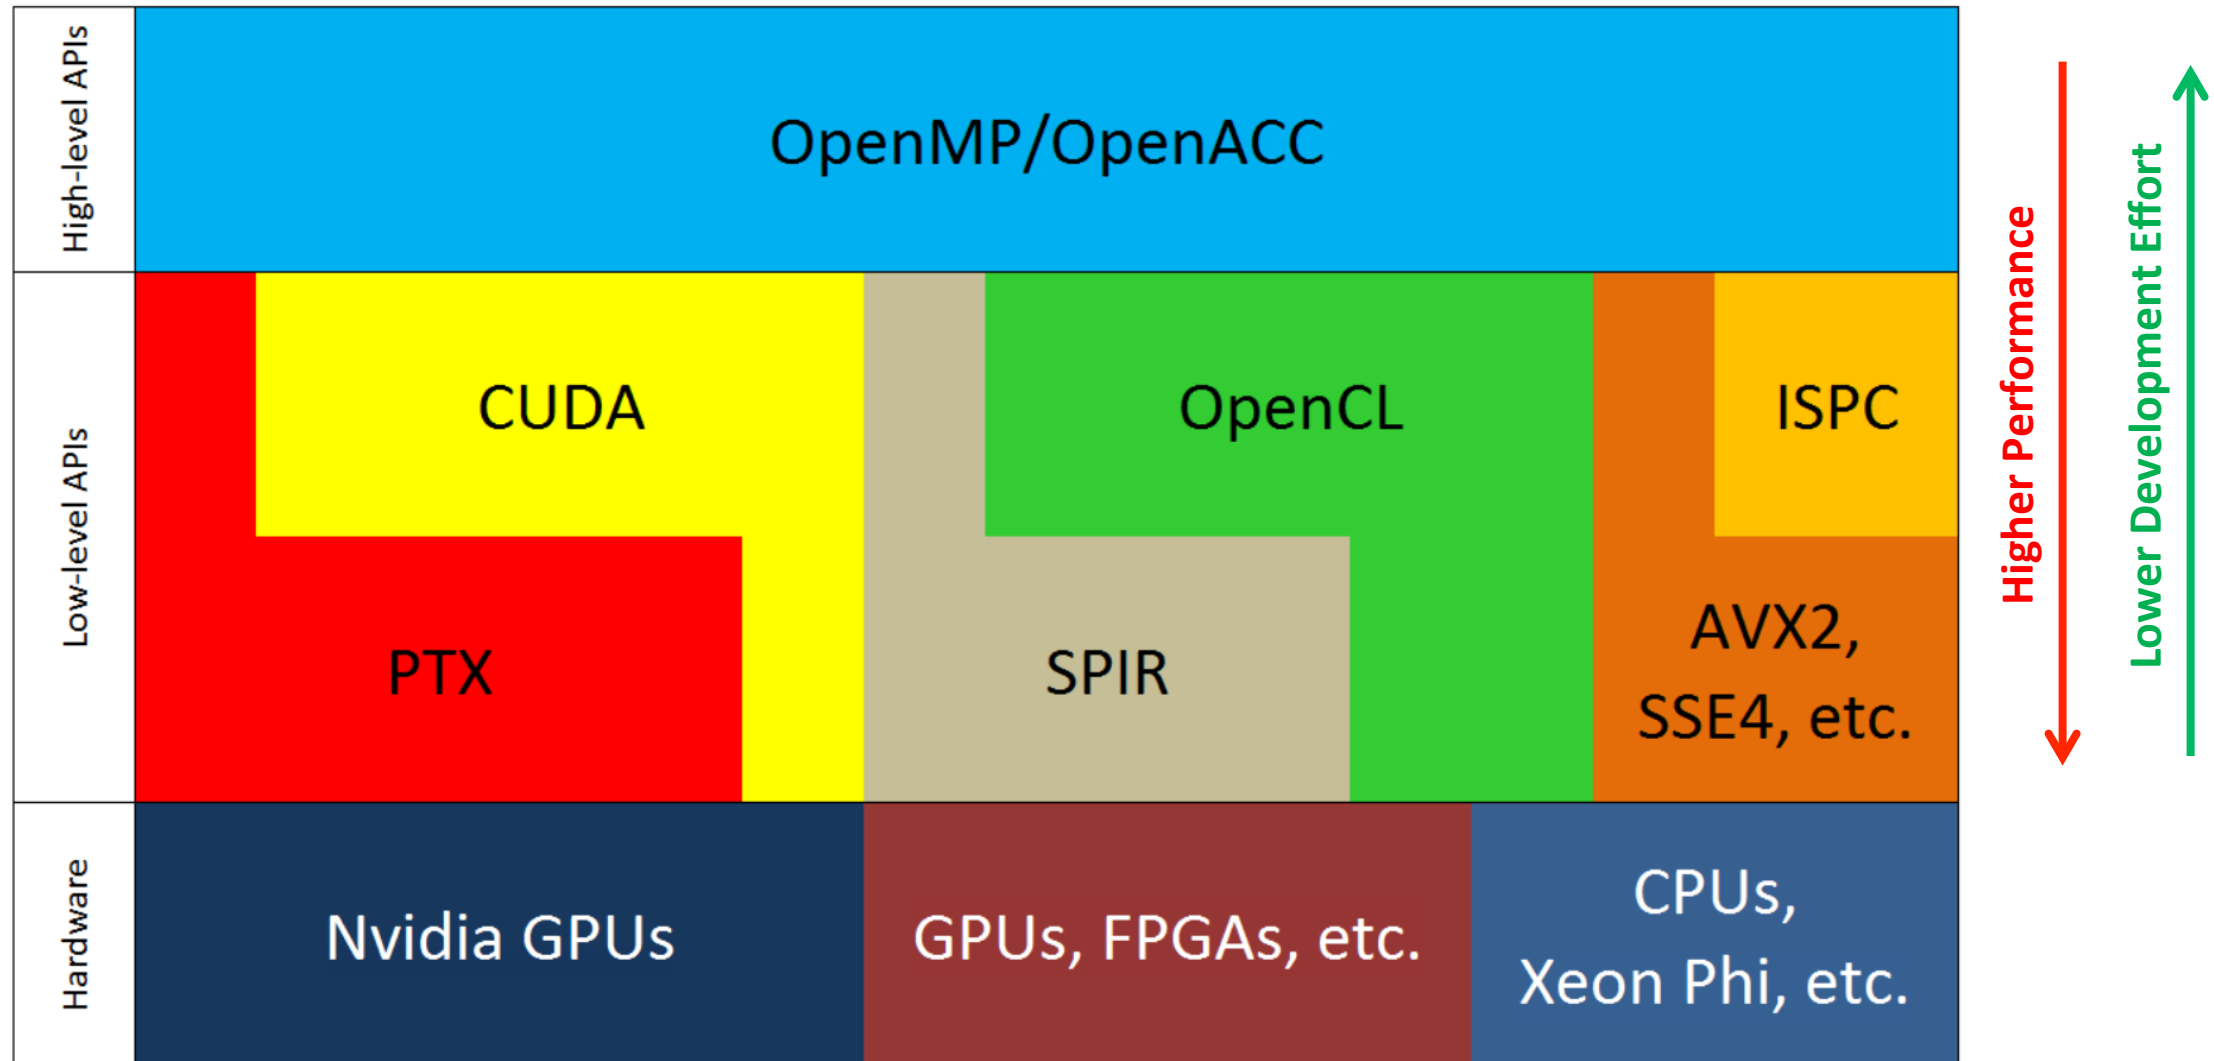 High-level APIs
OpenMP/OpenACC
Low-level APIs
CUDA
OpenCL
ISPC
PTX
SPIR
AVX2,
SSE4, etc.
Hardware
Nvidia GPUs
GPUs, FPGAs, etc.
CPUs,
Xeon Phi, etc.
Higher Performance
Lower Development Effort